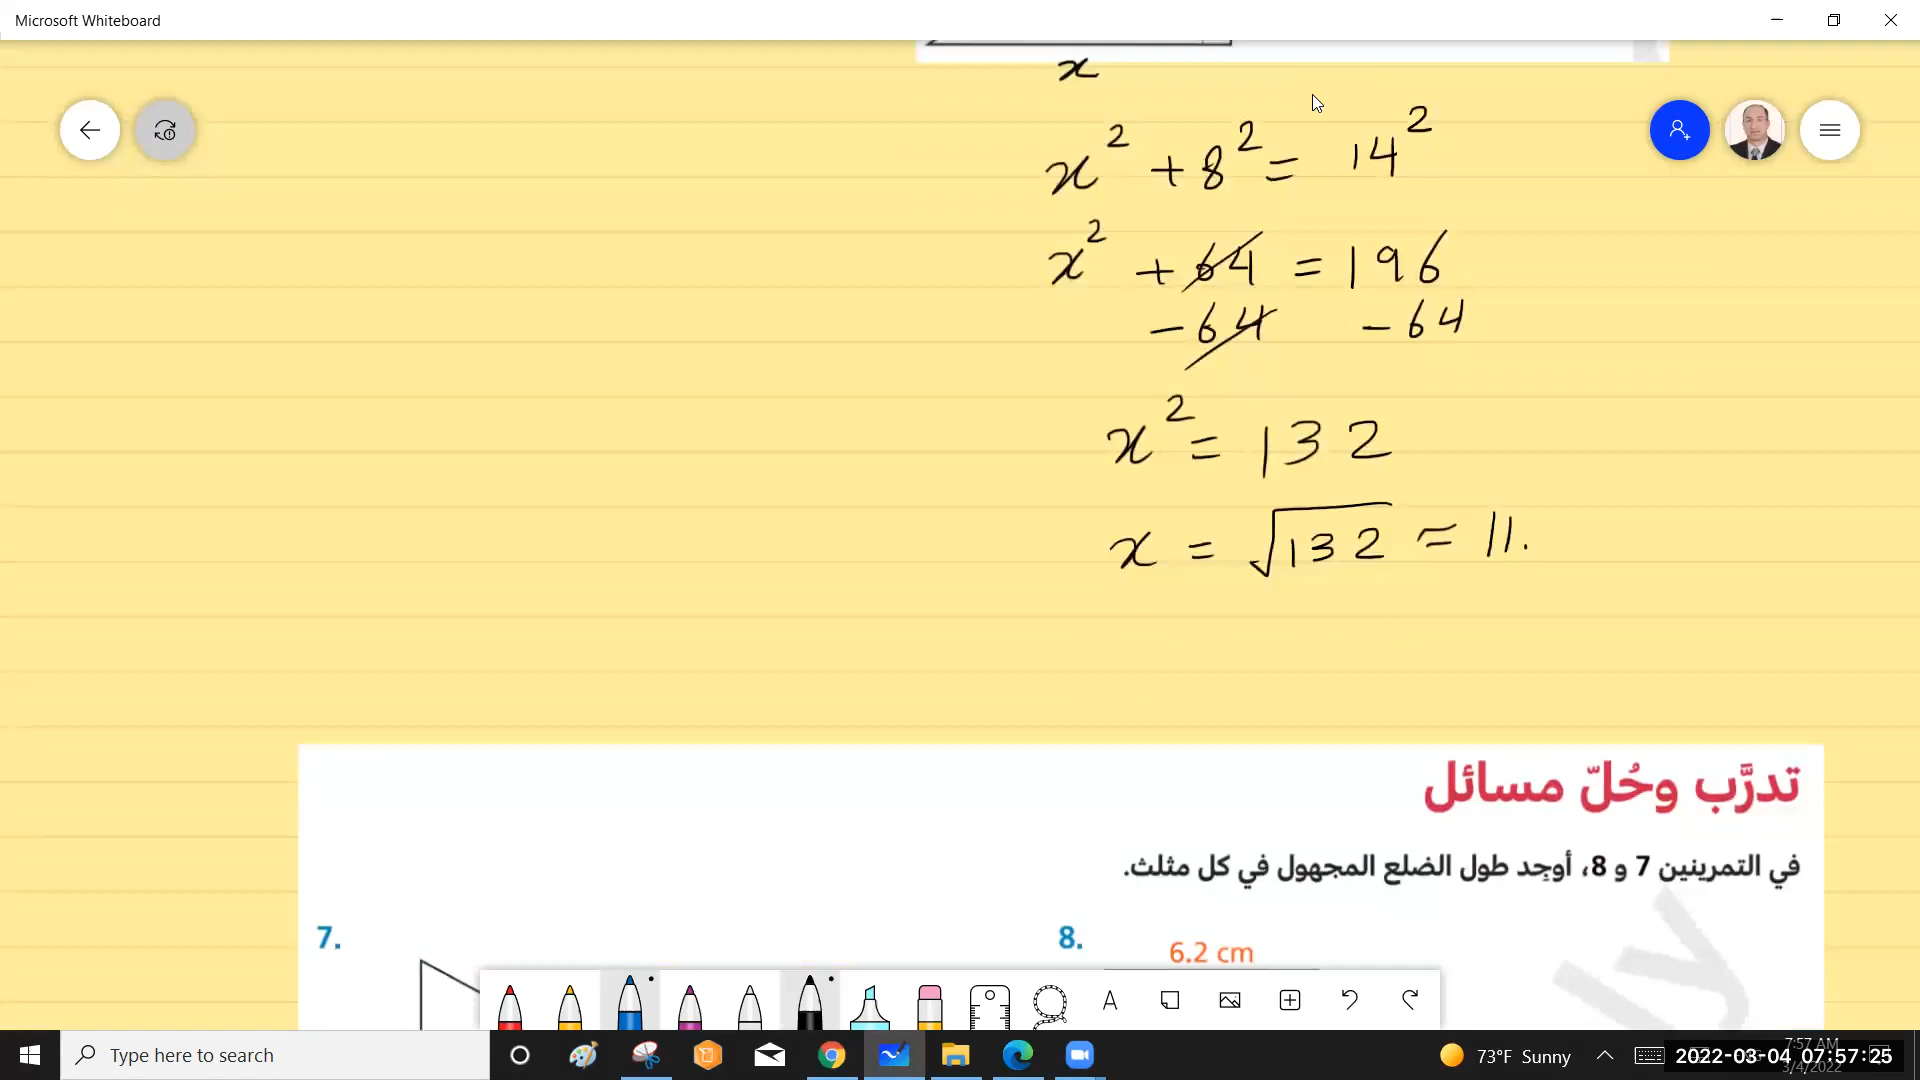 Microsoft Whiteboard
x
x² + 8² = 14²
x² + 64 = 196
- 64 - 64
x² = 132
x = √132 ≈ 11.
تدرَّب وحُلّ مسائل
في التمرينين 7 و 8، أوجِد طول الضلع المجهول في كل مثلث.
7.
8.
6.2 cm
Type here to search
73°F Sunny
7:57 AM
3/4/2022
2022-03-04 07:57:25